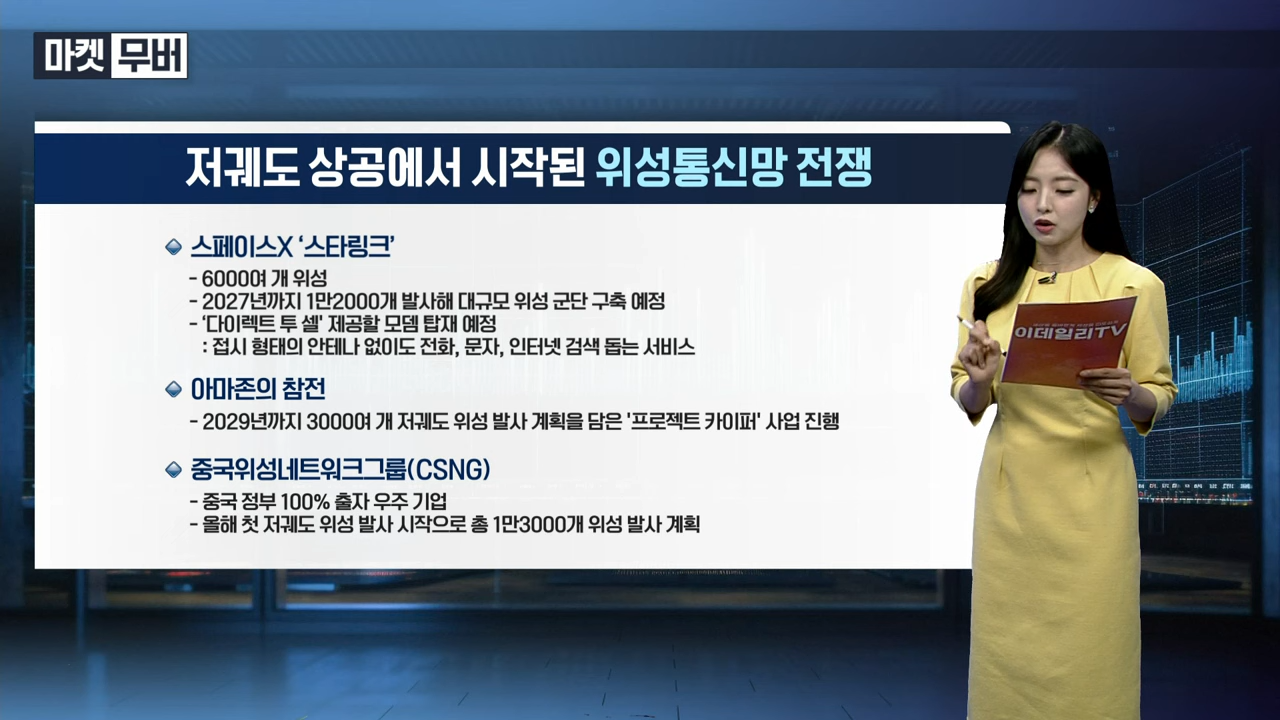 마켓 무버
저궤도 상공에서 시작된 위성통신망 전쟁
스페이스X ‘스타링크’
- 6000여 개 위성
- 2027년까지 1만2000개 발사해 대규모 위성 군단 구축 예정
- ‘다이렉트 투 셀’ 제공할 모뎀 탑재 예정
: 접시 형태의 안테나 없이도 전화, 문자, 인터넷 검색 돕는 서비스
아마존의 참전
- 2029년까지 3000여 개 저궤도 위성 발사 계획을 담은 '프로젝트 카이퍼' 사업 진행
중국위성네트워크그룹(CSNG)
- 중국 정부 100% 출자 우주 기업
- 올해 첫 저궤도 위성 발사 시작으로 총 1만3000개 위성 발사 계획
이데일리TV